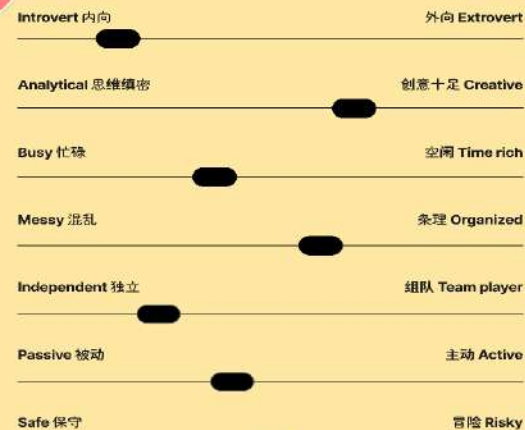 Introvert 内向 外向 Extrovert
Analytical 思维缜密 创意十足 Creative
Busy 忙碌 空闲 Time rich
Messy 混乱 条理 Organized
Independent 独立 组队 Team player
Passive 被动 主动 Active
Safe 保守 冒险 Risky